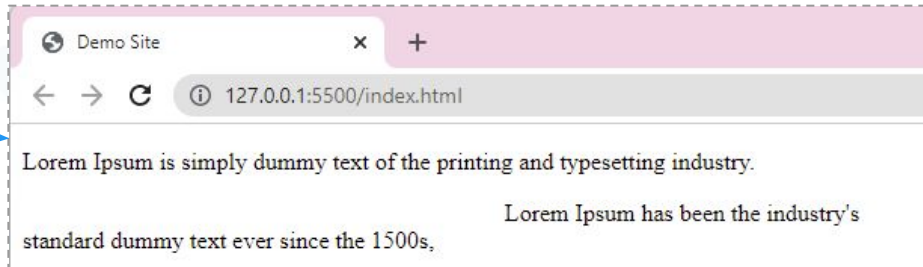 Demo Site
127.0.0.1:5500/index.html
Lorem Ipsum is simply dummy text of the printing and typesetting industry.
Lorem Ipsum has been the industry's
standard dummy text ever since the 1500s,